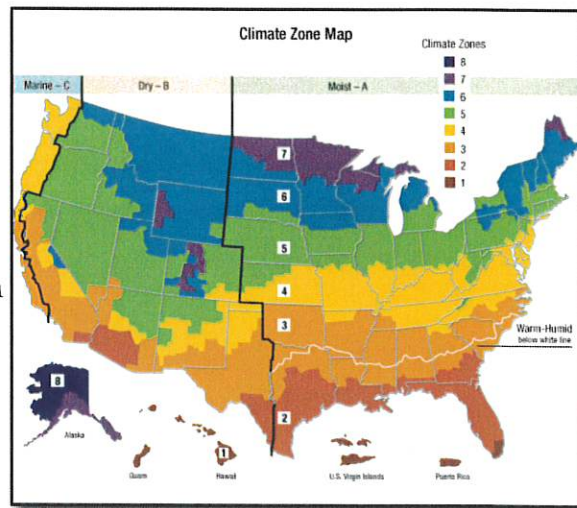 Climate Zone Map
Climate Zones
8
7
6
5
4
3
2
1
Marine – C
Dry – B
Moist – A
7
6
5
4
3
Warm-Humid
below white line
2
8
Alaska
Guam
1
Hawaii
U.S. Virgin Islands
Puerto Rico